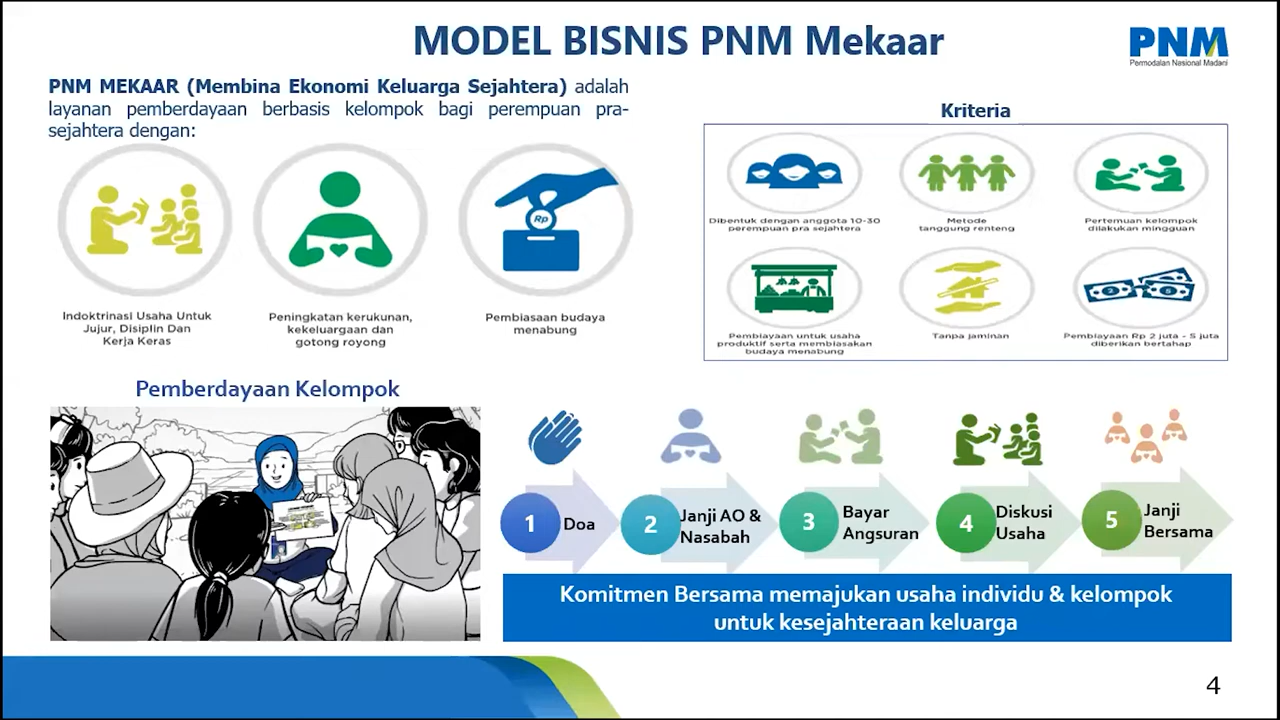 MODEL BISNIS PNM Mekaar
PNM
Permodalan Nasional Madani
PNM MEKAAR (Membina Ekonomi Keluarga Sejahtera) adalah
layanan pemberdayaan berbasis kelompok bagi perempuan pra-
sejahtera dengan:
Indoktrinasi Usaha Untuk
Jujur, Disiplin Dan
Kerja Keras
Peningkatan kerukunan,
kekeluargaan dan
gotong royong
Rp
Pembiasaan budaya
menabung
Kriteria
Dibentuk dengan anggota 10-30
perempuan pra sejahtera
Metode
tanggung renteng
Pertemuan kelompok
dilakukan mingguan
Pembiayaan untuk usaha
produktif serta membiasakan
budaya menabung
Tanpa jaminan
2
5
Pembiayaan Rp 2 juta - 5 juta
diberikan bertahap
Pemberdayaan Kelompok
1
Doa
2
Janji AO &
Nasabah
3
Bayar
Angsuran
4
Diskusi
Usaha
5
Janji
Bersama
Komitmen Bersama memajukan usaha individu & kelompok
untuk kesejahteraan keluarga
4